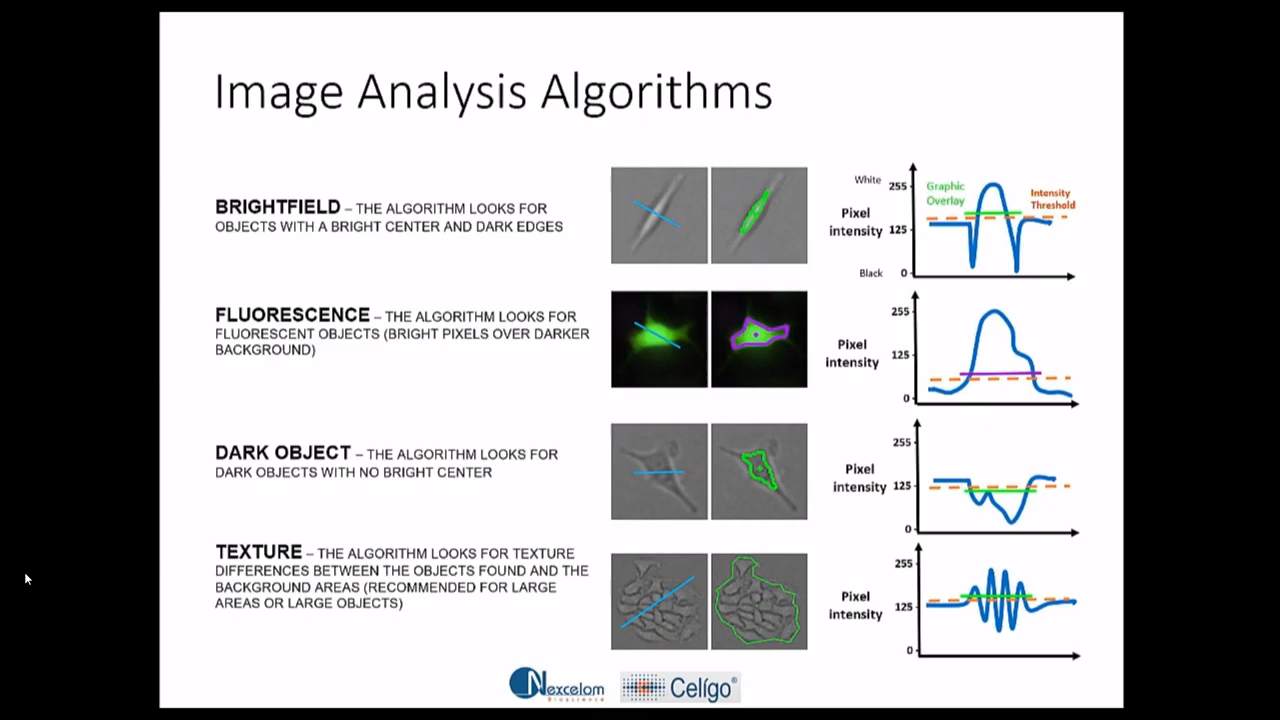 Image Analysis Algorithms
BRIGHTFIELD – THE ALGORITHM LOOKS FOR
OBJECTS WITH A BRIGHT CENTER AND DARK EDGES
White
255
Graphic
Overlay
Intensity
Threshold
Pixel
intensity
125
Black
0
FLUORESCENCE – THE ALGORITHM LOOKS FOR
FLUORESCENT OBJECTS (BRIGHT PIXELS OVER DARKER
BACKGROUND)
255
Pixel
intensity
125
0
DARK OBJECT – THE ALGORITHM LOOKS FOR
DARK OBJECTS WITH NO BRIGHT CENTER
255
Pixel
intensity
125
0
TEXTURE – THE ALGORITHM LOOKS FOR TEXTURE
DIFFERENCES BETWEEN THE OBJECTS FOUND AND THE
BACKGROUND AREAS (RECOMMENDED FOR LARGE
AREAS OR LARGE OBJECTS)
255
Pixel
intensity
125
0
Nexcelom
Bioscience
Celígo®